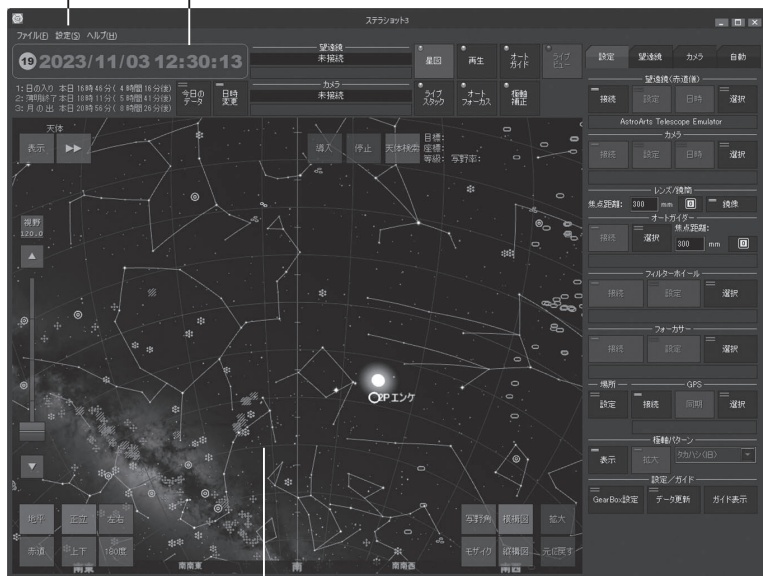 ステラショット3
ファイル(F) 設定(S) ヘルプ(H)
19 2023/11/03 12:30:13
1: 日の入り 本日 16時46分( 4時間16分後)
2: 薄明終了 本日 18時11分( 5時間41分後)
3: 月の出 本日 20時56分( 8時間26分後)
今日の
データ
日時
変更
望遠鏡
未接続
カメラ
未接続
星図
再生
オート
ガイド
ライブ
ビュー
ライブ
スタック
オート
フォーカス
極軸
補正
天体
表示 ▶▶
導入 停止 天体検索
目標:
座標:
等級: 写野率:
視野
120.0
2P エンケ
地平 正立 左右
赤道 上下 180度
写野角 横構図 拡大
モザイク 縦構図 元に戻す
南東 南南東 南 南南西 南西
設定 望遠鏡 カメラ 自動
望遠鏡(赤道儀)
接続 設定 日時 選択
AstroArts Telescope Emulator
カメラ
接続 設定 日時 選択
レンズ/鏡筒
焦点距離: 300 mm 鏡像
オートガイダー
接続 選択
焦点距離:
300 mm
フィルターホイール
接続 設定 選択
フォーカサー
接続 設定 選択
場所 GPS
設定 接続 同期 選択
極軸パターン
表示 拡大 タカハシ(旧)
設定/ガイド
GearBox設定 データ更新 ガイド表示